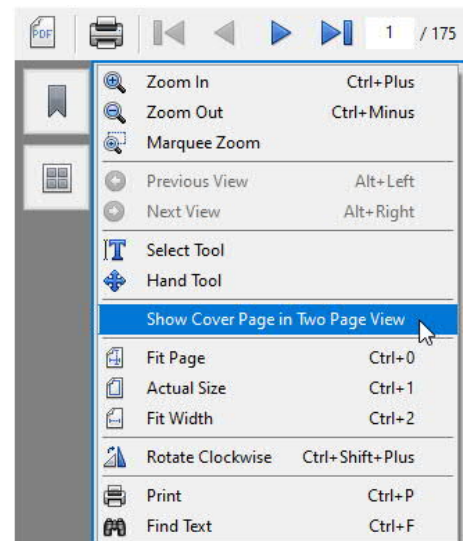 PDF
1 / 175
Zoom In Ctrl+Plus
Zoom Out Ctrl+Minus
Marquee Zoom
Previous View Alt+Left
Next View Alt+Right
Select Tool
Hand Tool
Show Cover Page in Two Page View
Fit Page Ctrl+0
Actual Size Ctrl+1
Fit Width Ctrl+2
Rotate Clockwise Ctrl+Shift+Plus
Print Ctrl+P
Find Text Ctrl+F